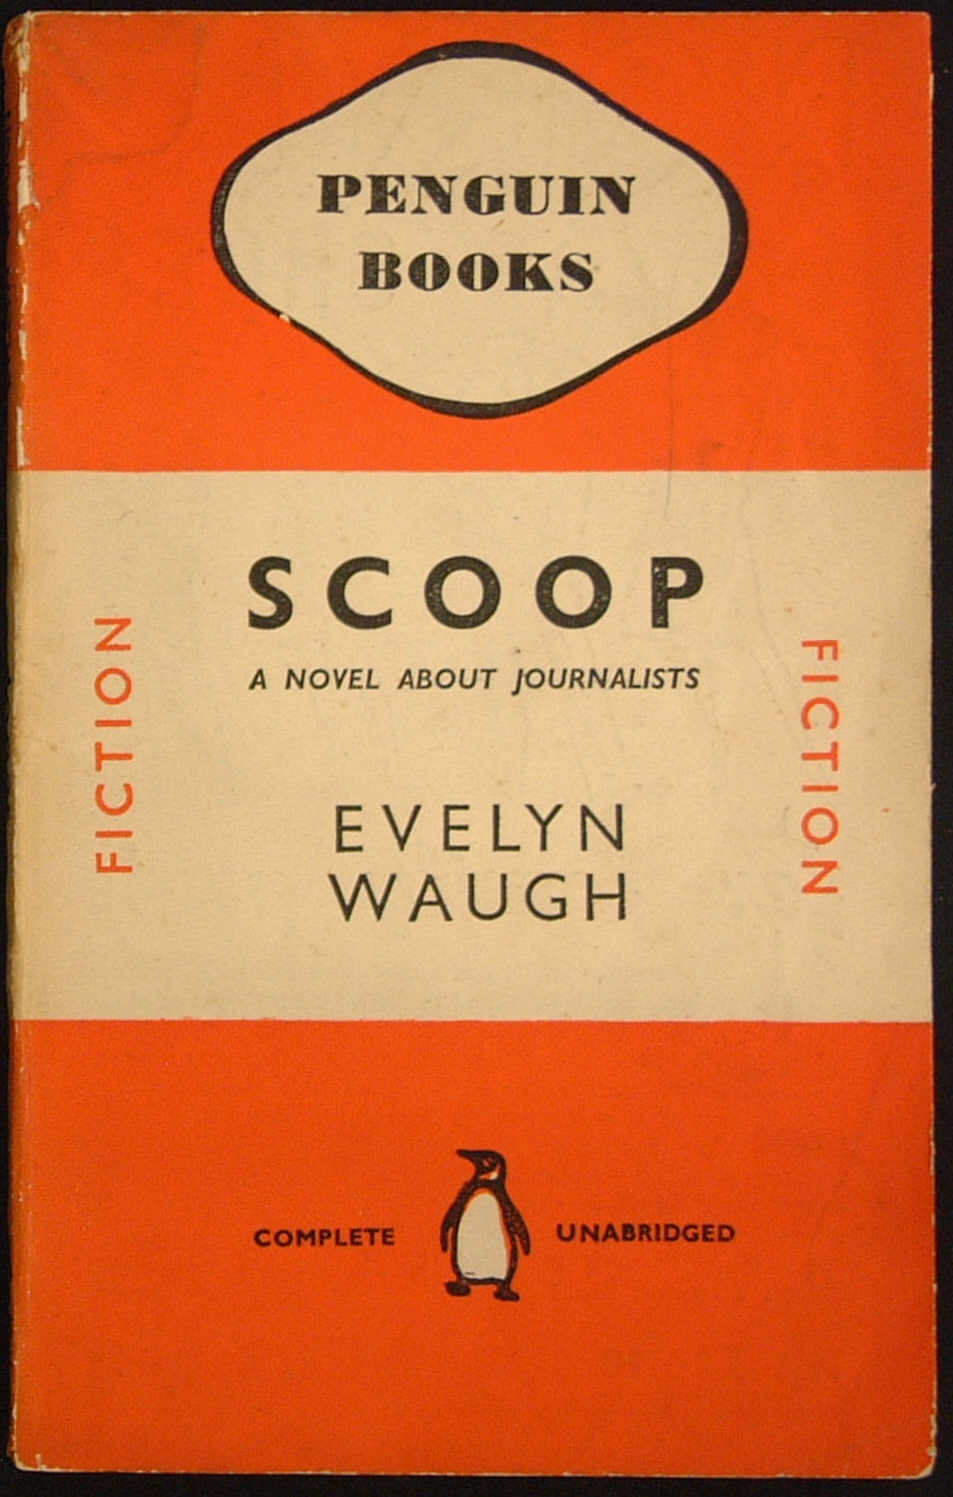 PENGUIN
BOOKS
SCOOP
A NOVEL ABOUT JOURNALISTS
FICTION
FICTION
EVELYN
WAUGH
COMPLETE
UNABRIDGED